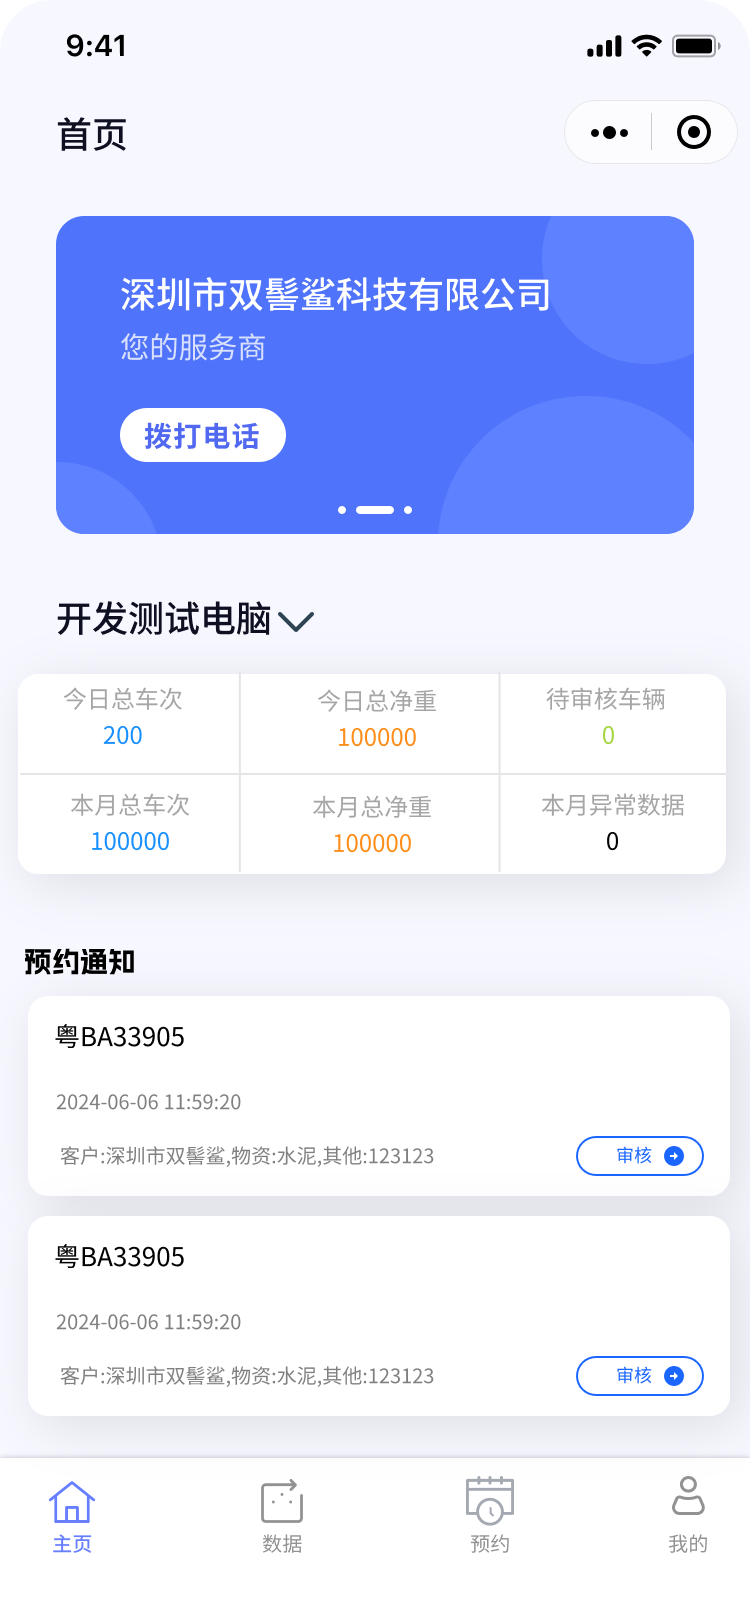 9:41
首页
深圳市双髻鲨科技有限公司
您的服务商
拨打电话
开发测试电脑
今日总车次 今日总净重 待审核车辆
200 100000 0
本月总车次 本月总净重 本月异常数据
100000 100000 0
预约通知
粤BA33905
2024-06-06 11:59:20
客户:深圳市双髻鲨,物资:水泥,其他:123123 审核
粤BA33905
2024-06-06 11:59:20
客户:深圳市双髻鲨,物资:水泥,其他:123123 审核
主页 数据 预约 我的